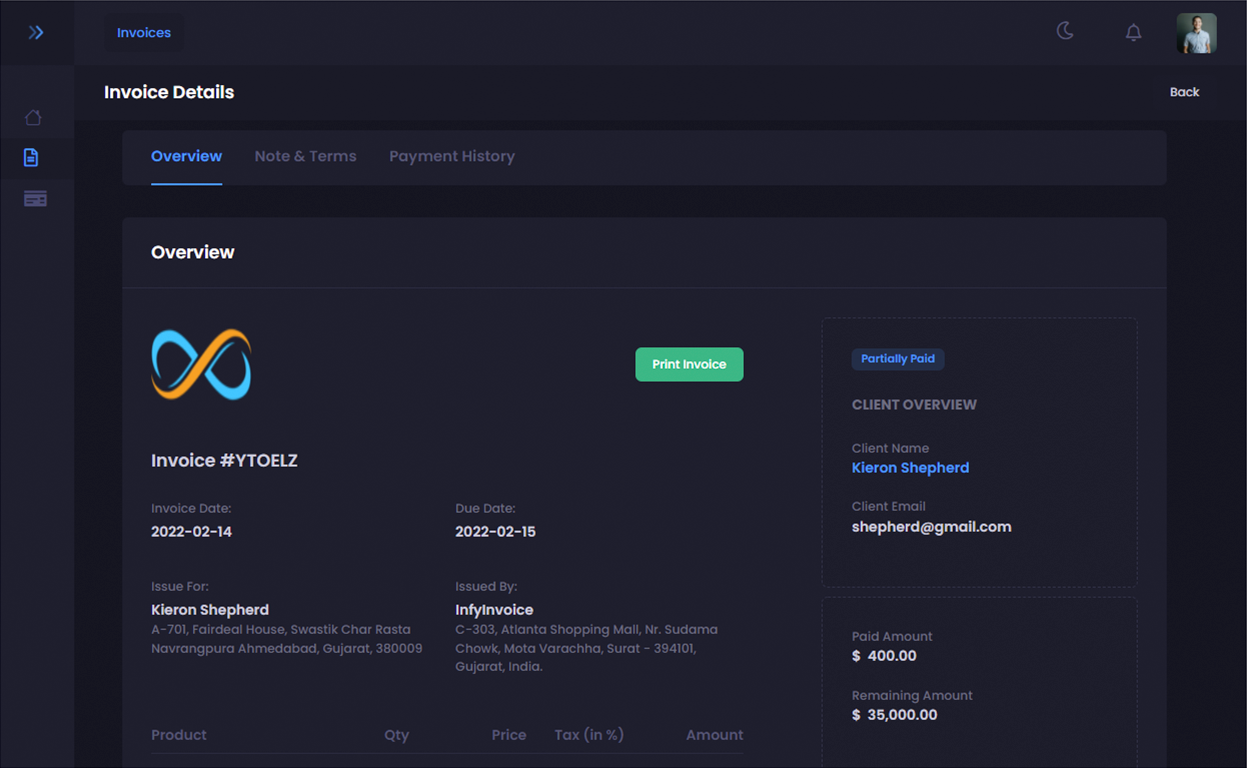 Invoices
Invoice Details
Back
Overview
Note & Terms
Payment History
Overview
Print Invoice
Invoice #YTOELZ
Invoice Date:
2022-02-14
Due Date:
2022-02-15
Issue For:
Kieron Shepherd
A-701, Fairdeal House, Swastik Char Rasta
Navrangpura Ahmedabad, Gujarat, 380009
Issued By:
InfyInvoice
C-303, Atlanta Shopping Mall, Nr. Sudama
Chowk, Mota Varachha, Surat - 394101,
Gujarat, India.
Product
Qty
Price
Tax (in %)
Amount
Partially Paid
CLIENT OVERVIEW
Client Name
Kieron Shepherd
Client Email
shepherd@gmail.com
Paid Amount
$ 400.00
Remaining Amount
$ 35,000.00